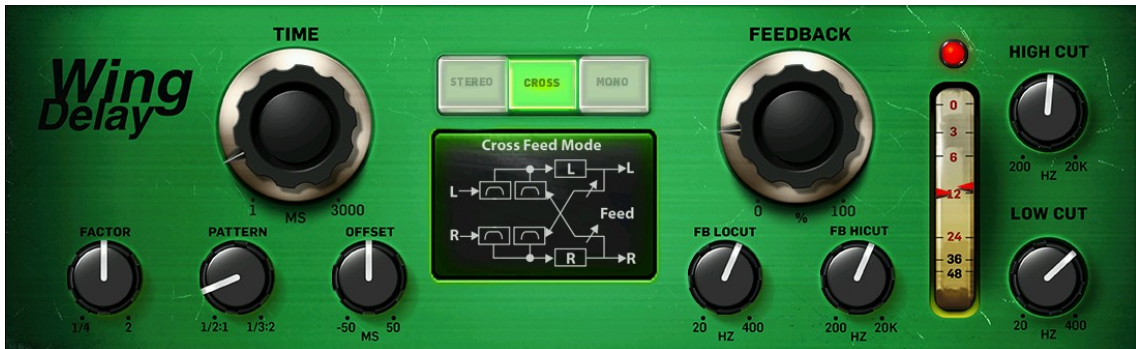 Wing
Delay
TIME
1
MS
3000
FACTOR
1/4
2
PATTERN
1/2:1
1/3:2
OFFSET
-50
MS
50
STEREO
CROSS
MONO
Cross Feed Mode
L
L
L
Feed
R
R
R
FEEDBACK
0
%
100
FB LOCUT
20
HZ
400
FB HICUT
200
HZ
20K
0
3
6
12
24
36
48
HIGH CUT
200
HZ
20K
LOW CUT
20
HZ
400